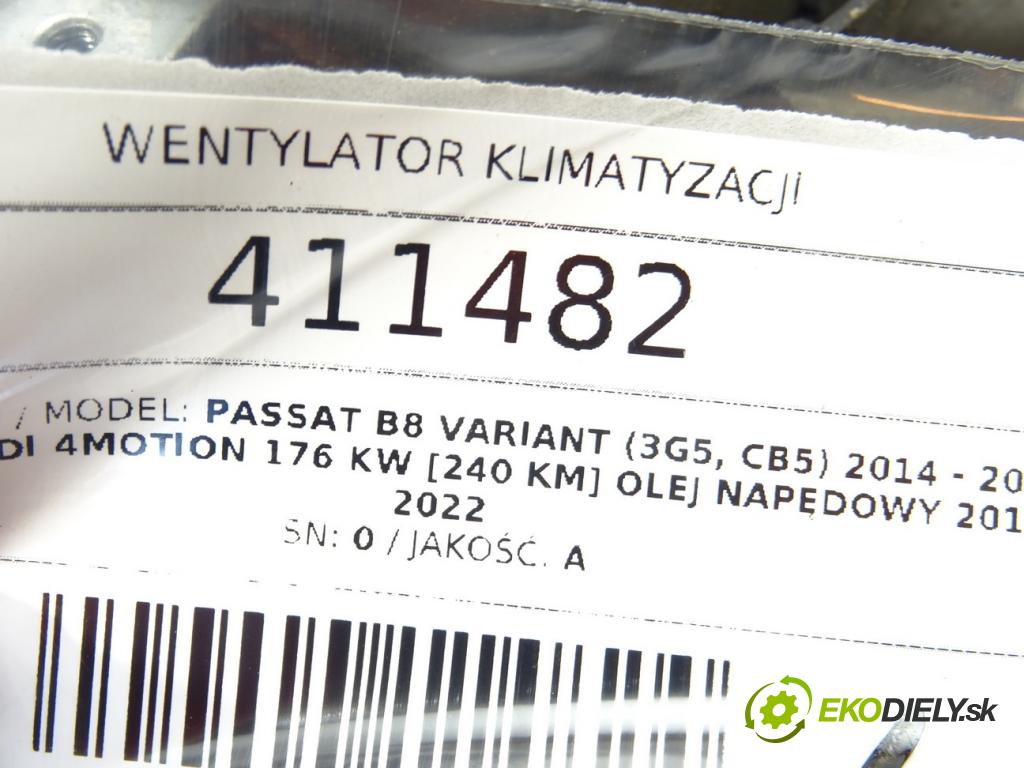 WENTYLATOR KLIMATYZACJI
411482
/ MODEL: PASSAT B8 VARIANT (3G5, CB5) 2014 - 20
DI 4MOTION 176 KW [240 KM] OLEJ NAPĘDOWY 201
2022
SN: 0 / JAKOŚĆ: A
EKODIELY.sk